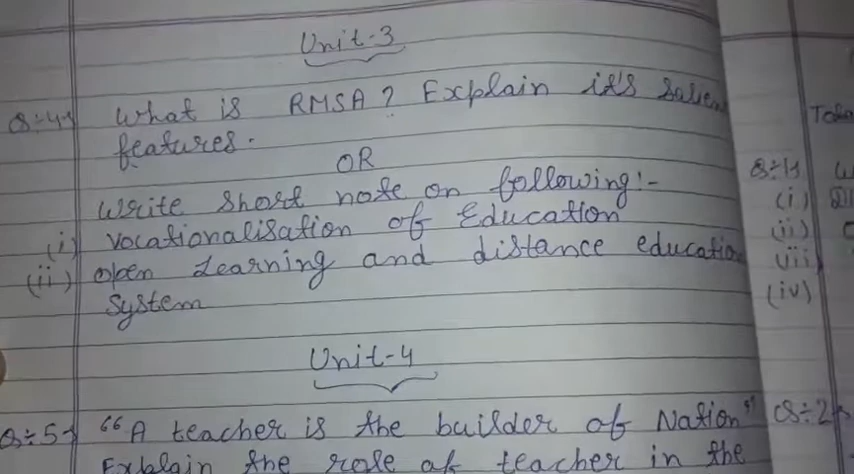 Unit-3
Q÷4→ What is RMSA? Explain it's
features.
OR
Write short note on following:-
(i) Vocationalisation of Education
(ii) open Learning and distance education
System
Unit-4
Q÷5→ "A teacher is the builder of Nation"
Explain the role of teacher in the
Q÷1→
(i)
(ii)
(iii)
(iv)
Q÷2→